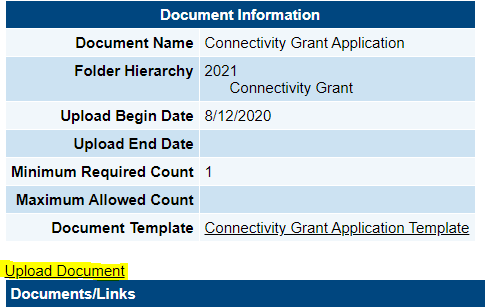 Document Information
Document Name Connectivity Grant Application
Folder Hierarchy 2021
Connectivity Grant
Upload Begin Date 8/12/2020
Upload End Date
Minimum Required Count 1
Maximum Allowed Count
Document Template Connectivity Grant Application Template
Upload Document
Documents/Links